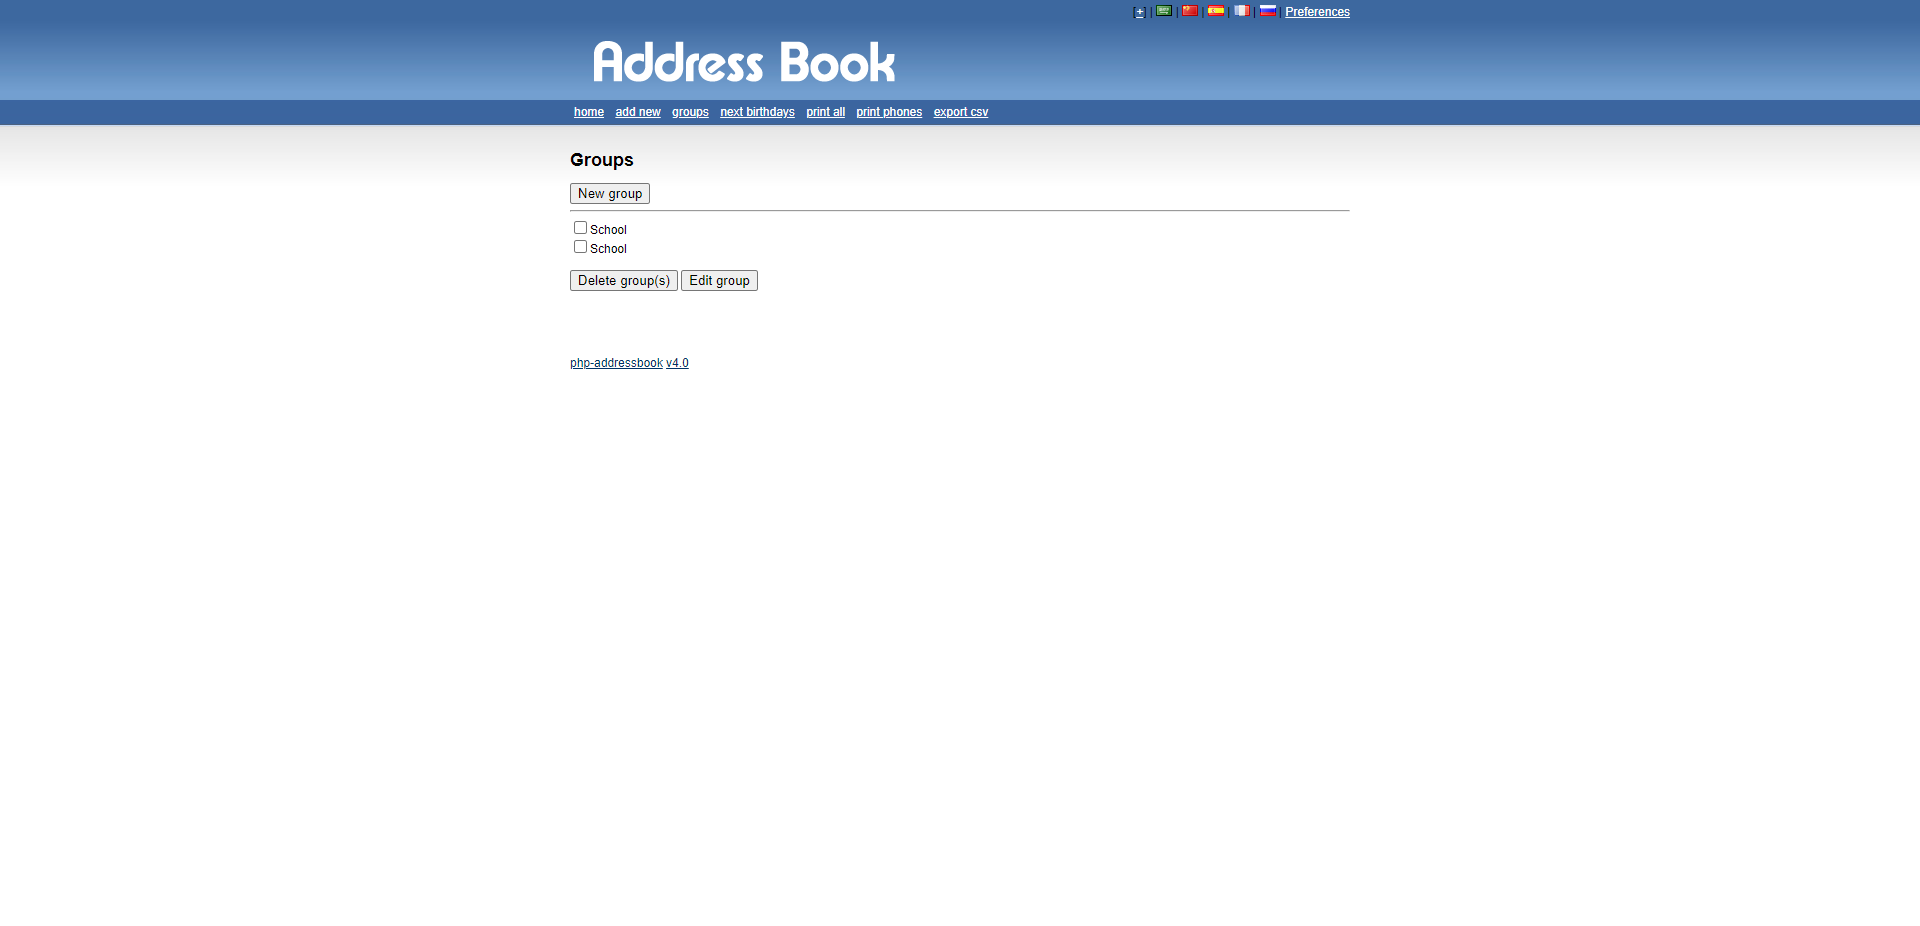 [+] | | | | | | Preferences
Address Book
home add new groups next birthdays print all print phones export csv
Groups
New group
School
School
Delete group(s) Edit group
php-addressbook v4.0